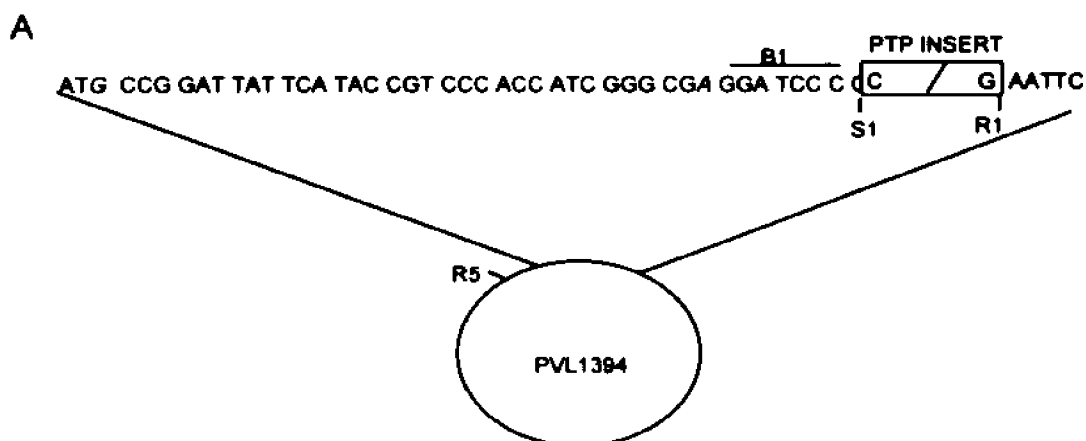 A
B1
PTP INSERT
ATG CCG GAT TAT TCA TAC CGT CCC ACC ATC GGG CGA GGA TCC C C C G AATTC
S1
R1
R5
PVL1394